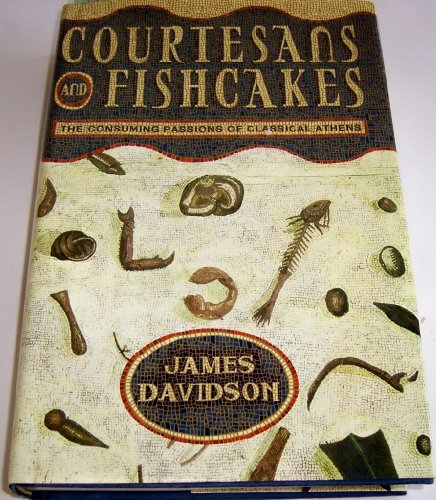 COURTESANS
AND FISHCAKES
THE CONSUMING PASSIONS OF CLASSICAL ATHENS
JAMES
DAVIDSON